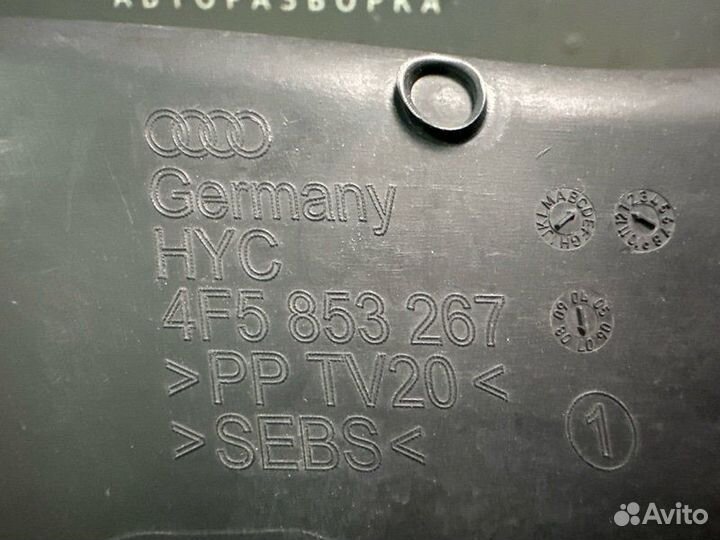 АВТОРАЗБОРКА
Germany
HYC
4F5 853 267
>PP TV20<
>SEBS<
1
Avito